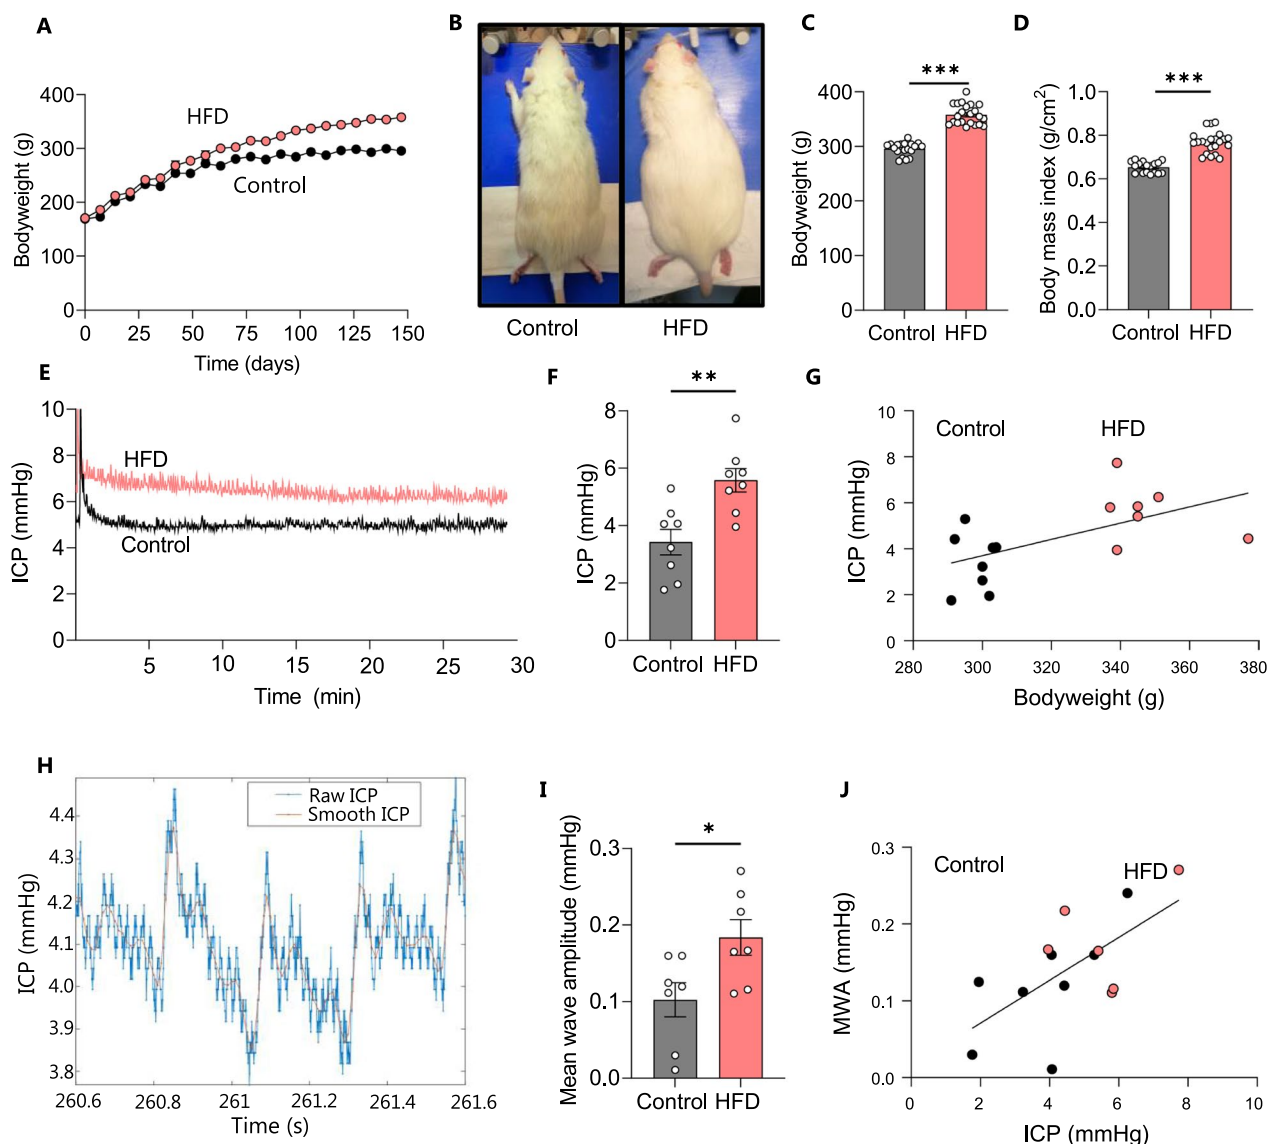 A
Bodyweight (g)
400
300
200
100
0
HFD
Control
0 25 50 75 100 125 150
Time (days)
B
Control HFD
C
Bodyweight (g)
***
400
300
200
100
0
Control HFD
D
Body mass index (g/cm²)
***
1.0
0.8
0.6
0.4
0.2
0.0
Control HFD
E
ICP (mmHg)
10
8
6
4
2
0
HFD
Control
5 10 15 20 25 30
Time (min)
F
ICP (mmHg)
**
8
6
4
2
0
Control HFD
G
ICP (mmHg)
10
8
6
4
2
0
Control HFD
280 300 320 340 360 380
Bodyweight (g)
H
ICP (mmHg)
4.4
4.3
4.2
4.1
4.0
3.9
3.8
Raw ICP
Smooth ICP
260.6 260.8 261 261.2 261.4 261.6
Time (s)
I
Mean wave amplitude (mmHg)
*
0.3
0.2
0.1
0.0
Control HFD
J
MWA (mmHg)
0.3
0.2
0.1
0.0
Control HFD
0 2 4 6 8 10
ICP (mmHg)